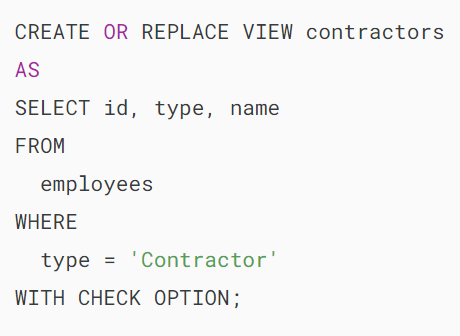 CREATE OR REPLACE VIEW contractors
AS
SELECT id, type, name
FROM
  employees
WHERE
  type = 'Contractor'
WITH CHECK OPTION;